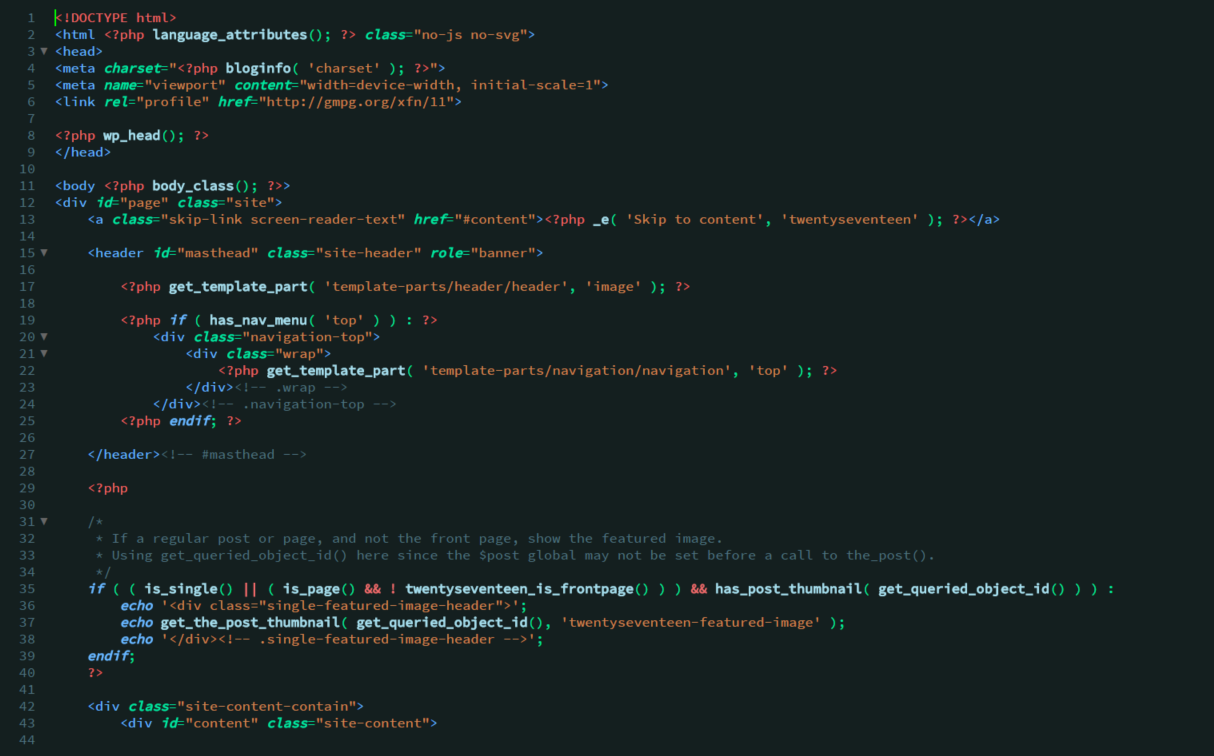 1 <!DOCTYPE html>
2 <html <?php language_attributes(); ?> class="no-js no-svg">
3 <head>
4 <meta charset="<?php bloginfo( 'charset' ); ?>">
5 <meta name="viewport" content="width=device-width, initial-scale=1">
6 <link rel="profile" href="http://gmpg.org/xfn/11">
7
8 <?php wp_head(); ?>
9 </head>
10
11 <body <?php body_class(); ?>>
12 <div id="page" class="site">
13     <a class="skip-link screen-reader-text" href="#content"><?php _e( 'Skip to content', 'twentyseventeen' ); ?></a>
14
15     <header id="masthead" class="site-header" role="banner">
16
17         <?php get_template_part( 'template-parts/header/header', 'image' ); ?>
18
19         <?php if ( has_nav_menu( 'top' ) ) : ?>
20             <div class="navigation-top">
21                 <div class="wrap">
22                     <?php get_template_part( 'template-parts/navigation/navigation', 'top' ); ?>
23                 </div><!-- .wrap -->
24             </div><!-- .navigation-top -->
25         <?php endif; ?>
26
27     </header><!-- #masthead -->
28
29     <?php
30
31     /*
32      * If a regular post or page, and not the front page, show the featured image.
33      * Using get_queried_object_id() here since the $post global may not be set before a call to the_post().
34      */
35     if ( ( is_single() || ( is_page() && ! twentyseventeen_is_frontpage() ) ) && has_post_thumbnail( get_queried_object_id() ) ) :
36         echo '<div class="single-featured-image-header">';
37         echo get_the_post_thumbnail( get_queried_object_id(), 'twentyseventeen-featured-image' );
38         echo '</div><!-- .single-featured-image-header -->';
39     endif;
40     ?>
41
42     <div class="site-content-contain">
43         <div id="content" class="site-content">
44